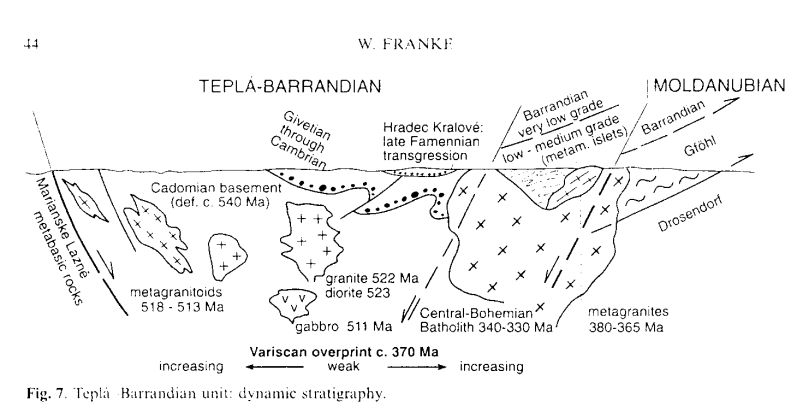 44
W. FRANKE
TEPLÁ-BARRANDIAN
MOLDANUBIAN
Givetian
through
Cambrian
Hradec Kralové:
late Famennian
transgression
Barrandian
very low grade
low - medium grade
(metam. islets)
Barrandian
Gföhl
Drosendorf
Marianske Lazné
metabasic rocks
Cadomian basement
(def. c. 540 Ma)
metagranitoids
518 - 513 Ma
granite 522 Ma
diorite 523
gabbro 511 Ma
Central-Bohemian
Batholith 340-330 Ma
metagranites
380-365 Ma
Variscan overprint c. 370 Ma
increasing weak increasing
Fig. 7. Teplá Barrandian unit: dynamic stratigraphy.